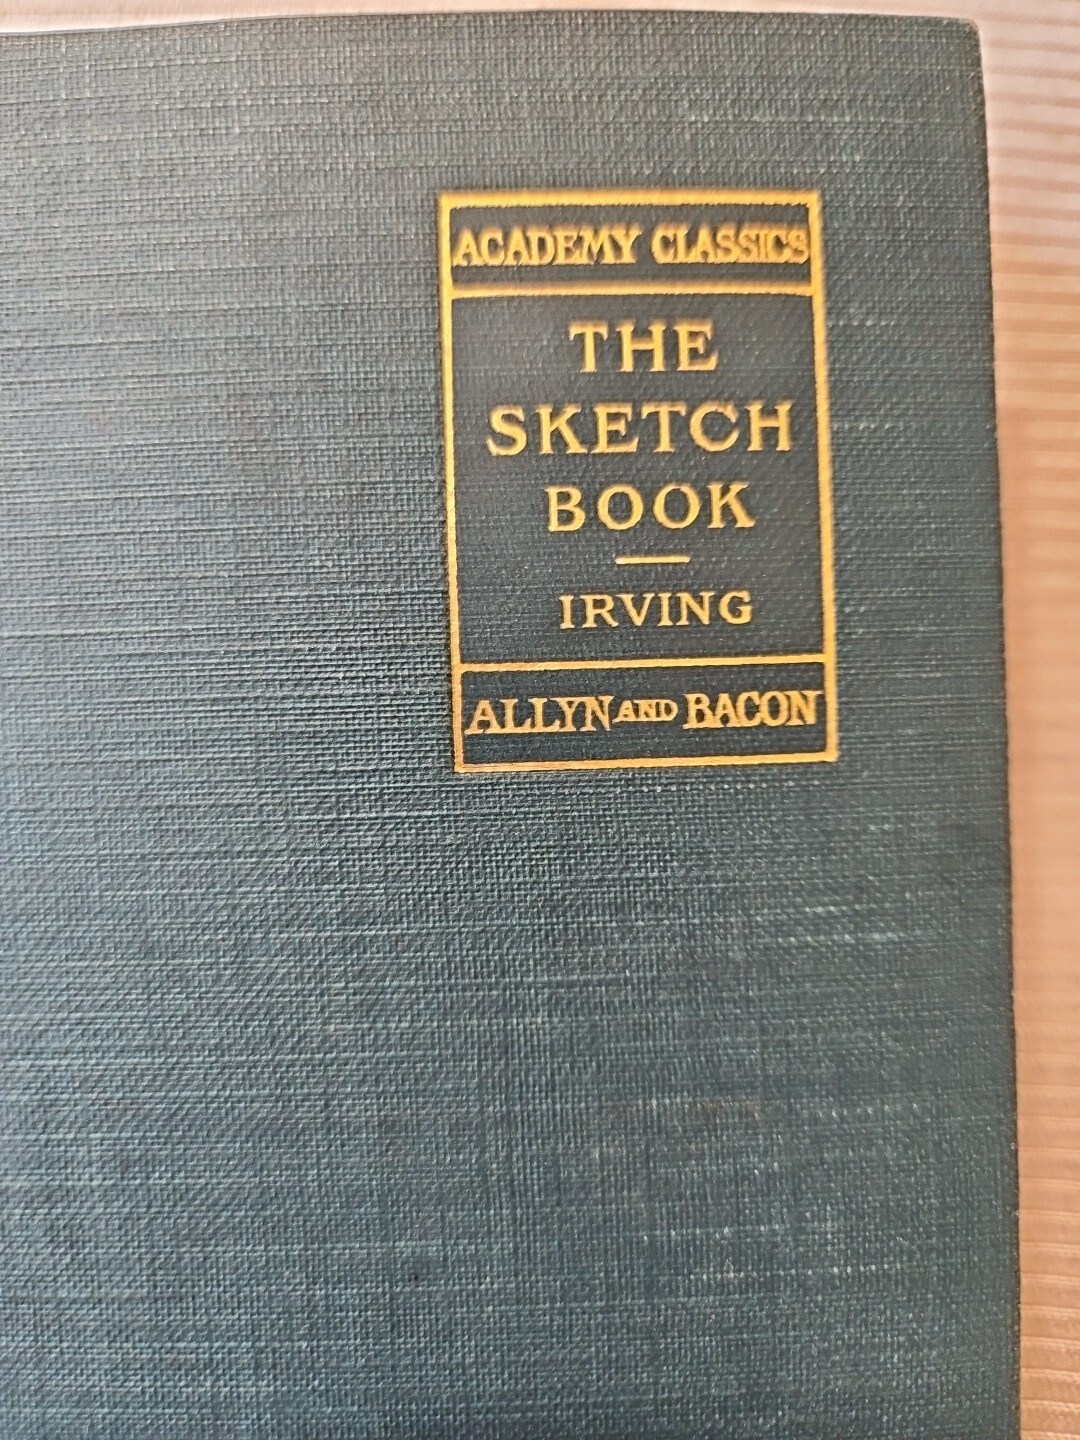 ACADEMY CLASSICS
THE
SKETCH
BOOK
IRVING
ALLYN AND BACON